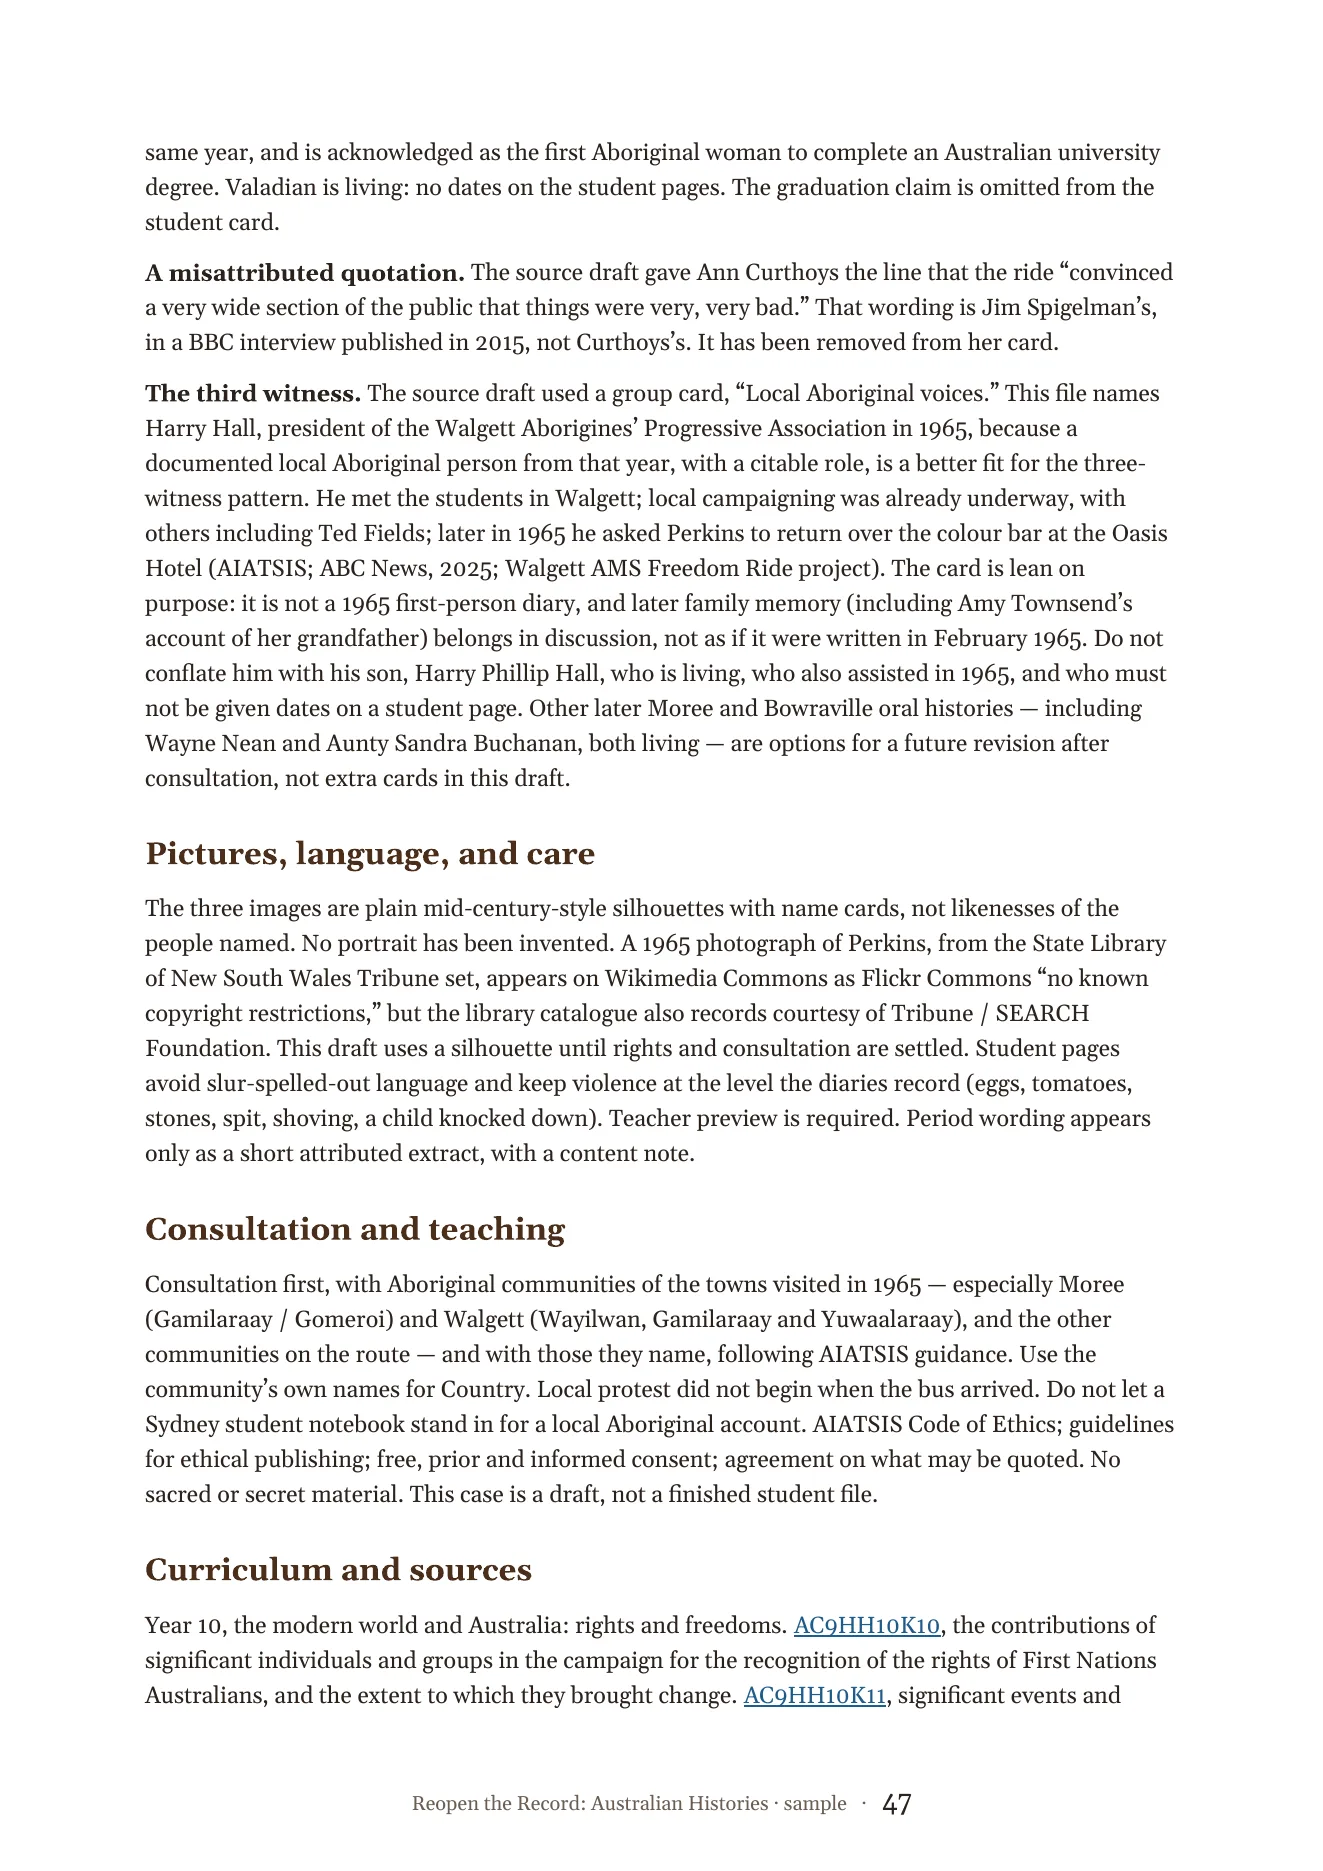 same year, and is acknowledged as the first Aboriginal woman to complete an Australian university
degree. Valadian is living: no dates on the student pages. The graduation claim is omitted from the
student card.
A misattributed quotation. The source draft gave Ann Curthoys the line that the ride “convinced
a very wide section of the public that things were very, very bad.” That wording is Jim Spigelman’s,
in a BBC interview published in 2015, not Curthoys’s. It has been removed from her card.
The third witness. The source draft used a group card, “Local Aboriginal voices.” This file names
Harry Hall, president of the Walgett Aborigines’ Progressive Association in 1965, because a
documented local Aboriginal person from that year, with a citable role, is a better fit for the three-
witness pattern. He met the students in Walgett; local campaigning was already underway, with
others including Ted Fields; later in 1965 he asked Perkins to return over the colour bar at the Oasis
Hotel (AIATSIS; ABC News, 2025; Walgett AMS Freedom Ride project). The card is lean on
purpose: it is not a 1965 first-person diary, and later family memory (including Amy Townsend’s
account of her grandfather) belongs in discussion, not as if it were written in February 1965. Do not
conflate him with his son, Harry Phillip Hall, who is living, who also assisted in 1965, and who must
not be given dates on a student page. Other later Moree and Bowraville oral histories — including
Wayne Nean and Aunty Sandra Buchanan, both living — are options for a future revision after
consultation, not extra cards in this draft.
Pictures, language, and care
The three images are plain mid-century-style silhouettes with name cards, not likenesses of the
people named. No portrait has been invented. A 1965 photograph of Perkins, from the State Library
of New South Wales Tribune set, appears on Wikimedia Commons as Flickr Commons “no known
copyright restrictions,” but the library catalogue also records courtesy of Tribune / SEARCH
Foundation. This draft uses a silhouette until rights and consultation are settled. Student pages
avoid slur-spelled-out language and keep violence at the level the diaries record (eggs, tomatoes,
stones, spit, shoving, a child knocked down). Teacher preview is required. Period wording appears
only as a short attributed extract, with a content note.
Consultation and teaching
Consultation first, with Aboriginal communities of the towns visited in 1965 — especially Moree
(Gamilaraay / Gomeroi) and Walgett (Wayilwan, Gamilaraay and Yuwaalaraay), and the other
communities on the route — and with those they name, following AIATSIS guidance. Use the
community’s own names for Country. Local protest did not begin when the bus arrived. Do not let a
Sydney student notebook stand in for a local Aboriginal account. AIATSIS Code of Ethics; guidelines
for ethical publishing; free, prior and informed consent; agreement on what may be quoted. No
sacred or secret material. This case is a draft, not a finished student file.
Curriculum and sources
Year 10, the modern world and Australia: rights and freedoms. AC9HH10K10, the contributions of
significant individuals and groups in the campaign for the recognition of the rights of First Nations
Australians, and the extent to which they brought change. AC9HH10K11, significant events and
Reopen the Record: Australian Histories · sample · 47